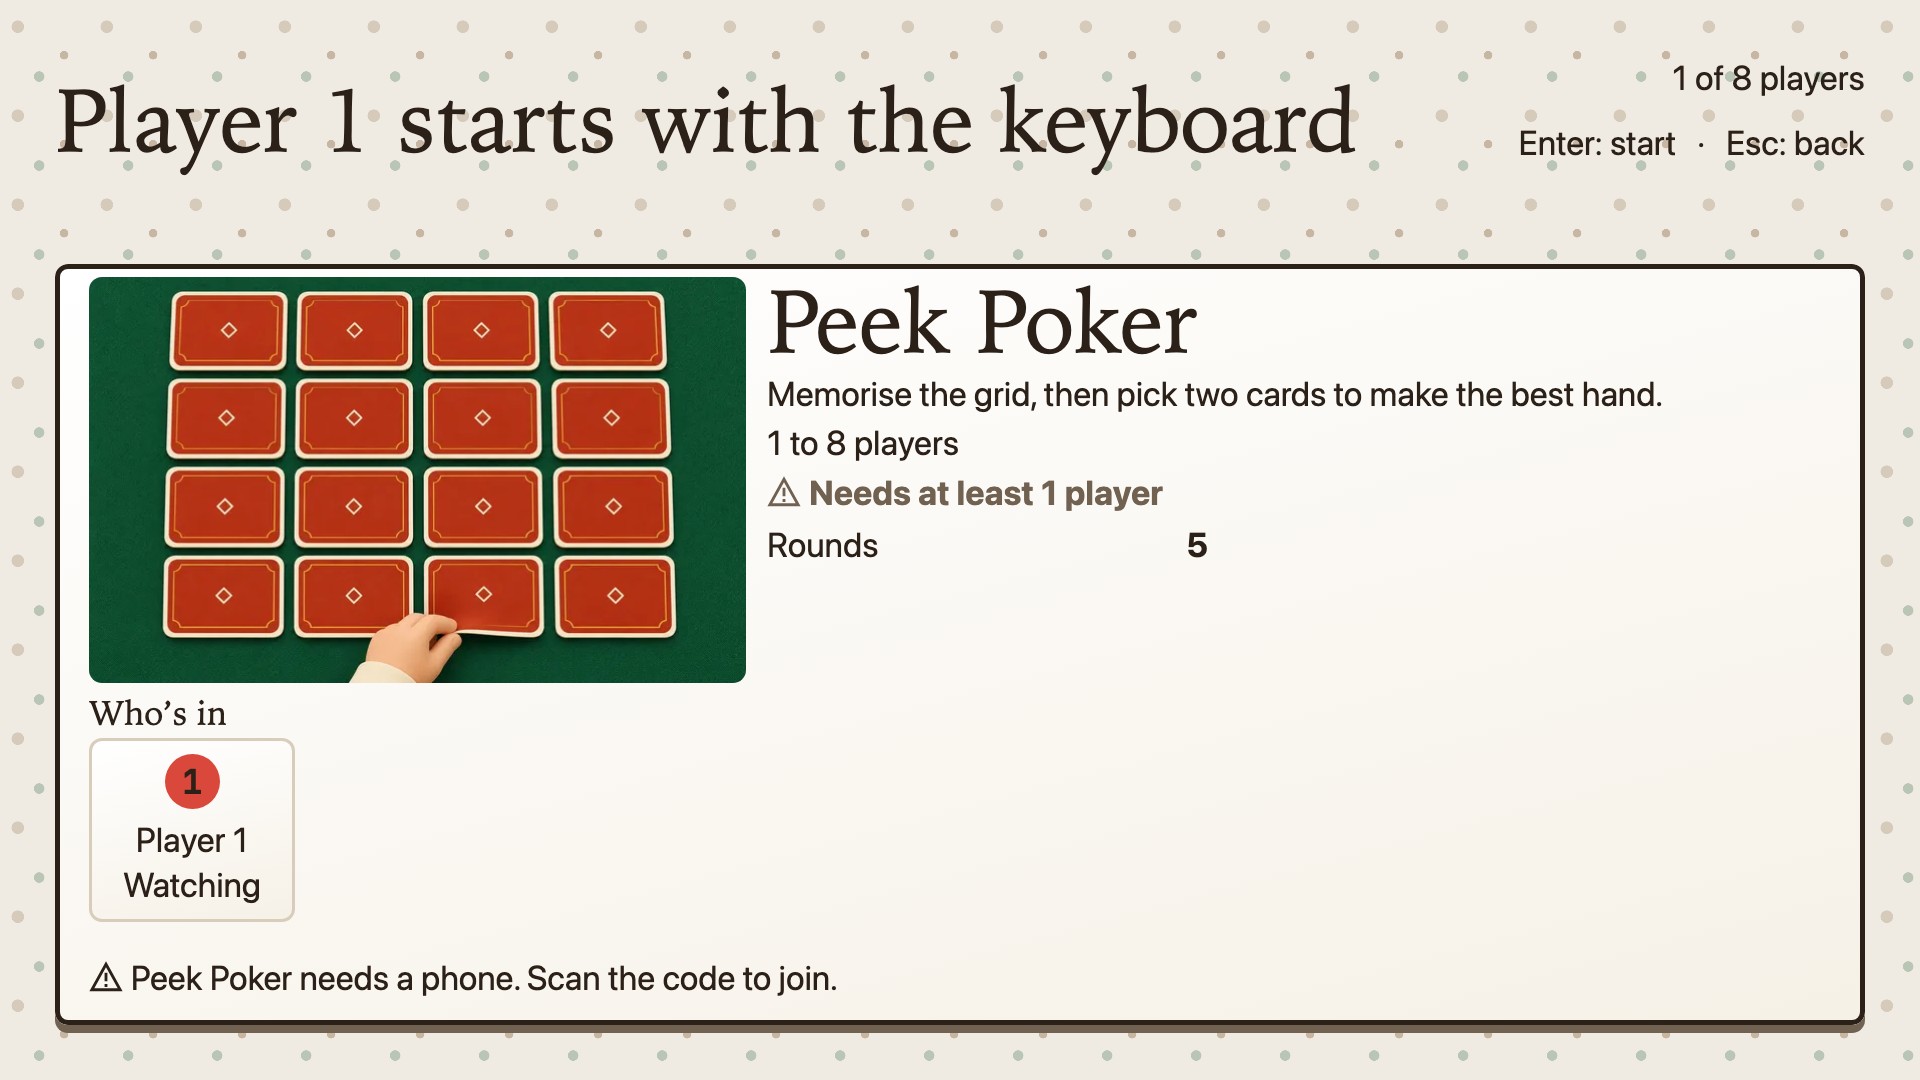 Player 1 starts with the keyboard
1 of 8 players
Enter: start · Esc: back
Peek Poker
Memorise the grid, then pick two cards to make the best hand.
1 to 8 players
⚠ Needs at least 1 player
Rounds 5
Who’s in
1
Player 1
Watching
⚠ Peek Poker needs a phone. Scan the code to join.